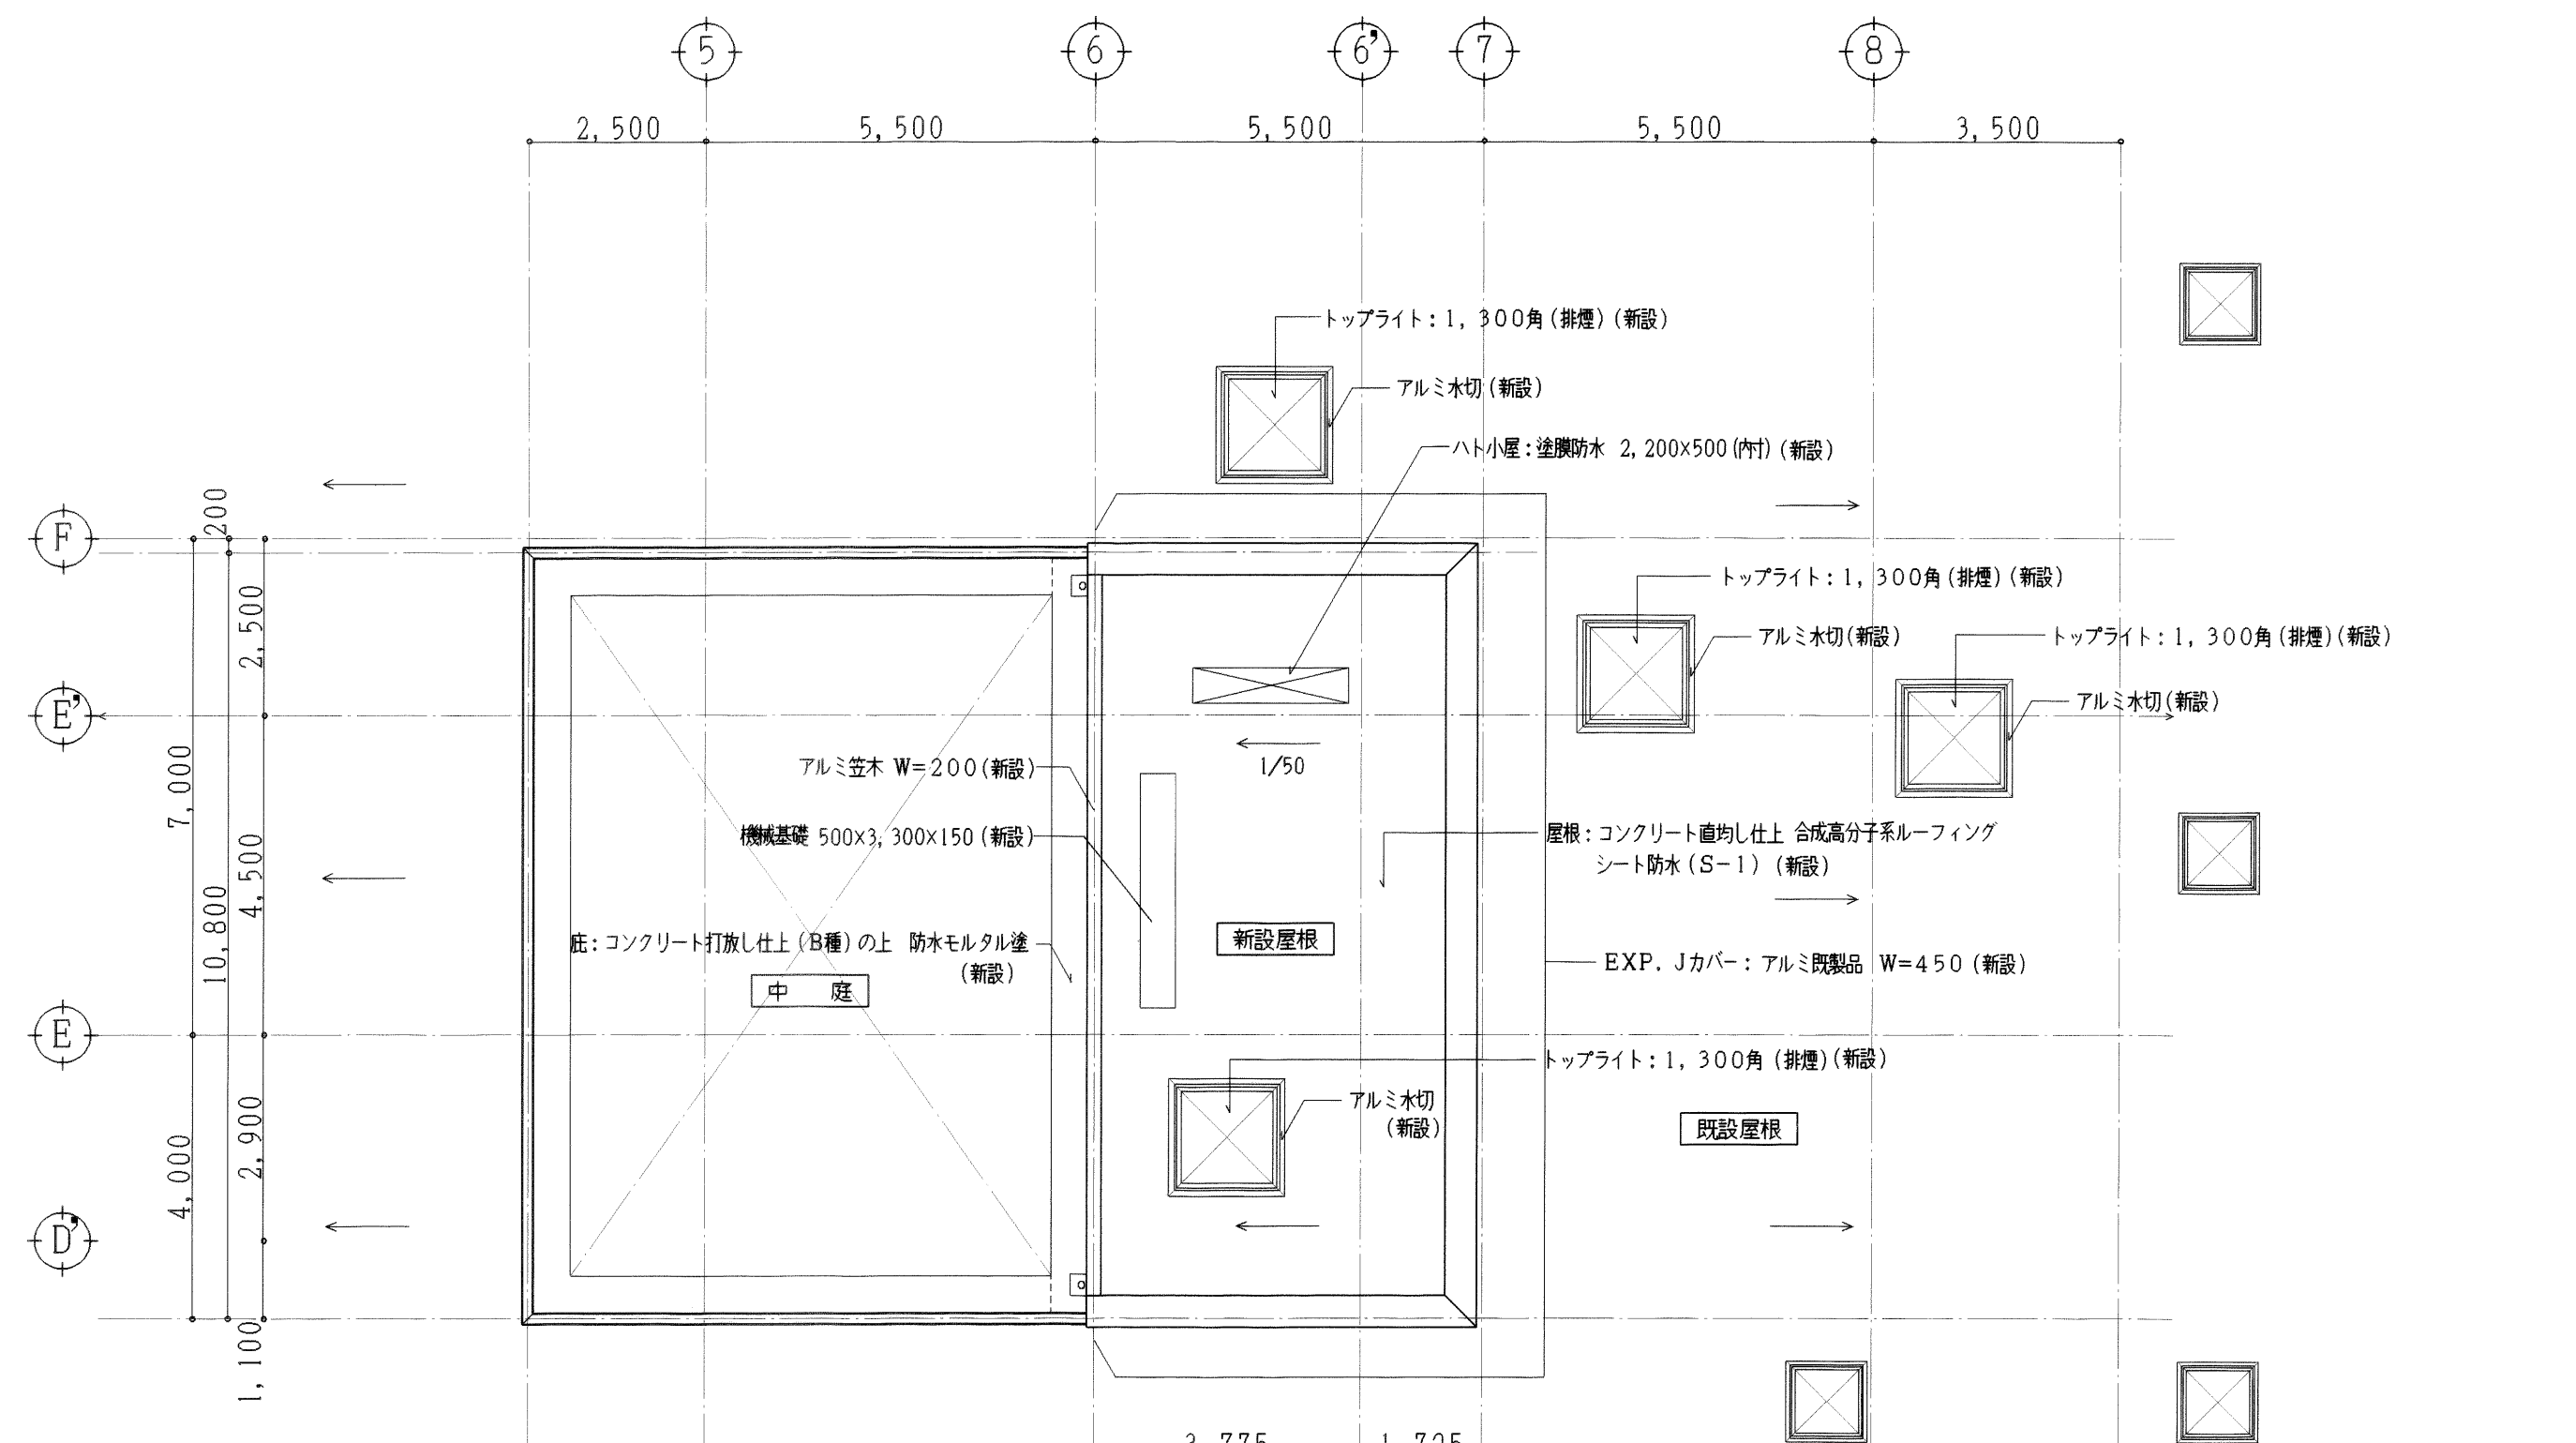 5 6 6' 7 8
2,500 5,500 5,500 5,500 3,500
トップライト：1,300角(排煙)(新設)
アルミ水切(新設)
ハト小屋：塗膜防水 2,200×500(内寸)(新設)
F
200
トップライト：1,300角(排煙)(新設)
2,500
アルミ水切(新設)
トップライト：1,300角(排煙)(新設)
アルミ水切(新設)
E'
7,000
アルミ笠木 W=200(新設)
1/50
機械基礎 500×3,300×150(新設)
屋根：コンクリート直均し仕上 合成高分子系ルーフィング
シート防水(S-1)(新設)
4,500
10,800
庇：コンクリート打放し仕上(B種)の上 防水モルタル塗
(新設)
新設屋根
EXP.Jカバー：アルミ既製品 W=450(新設)
中 庭
E
トップライト：1,300角(排煙)(新設)
アルミ水切
(新設)
既設屋根
2,900
4,000
D'
1,100
3,775 1,725